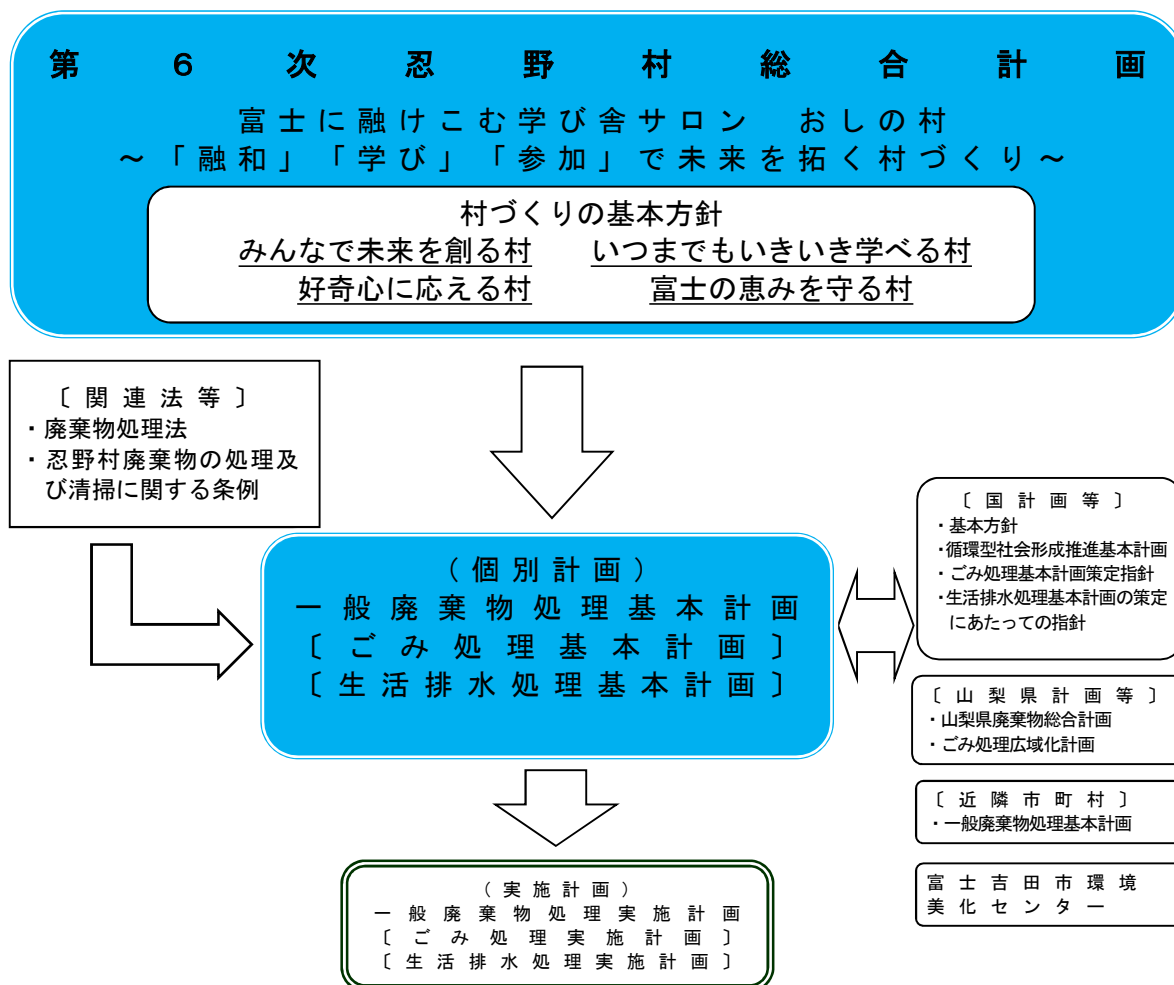 第６次忍野村総合計画
富士に融けこむ学び舎サロン　おしの村
～「融和」「学び」「参加」で未来を拓く村づくり～
村づくりの基本方針
みんなで未来を創る村　いつまでもいきいき学べる村
好奇心に応える村　富士の恵みを守る村
〔関連法等〕
・廃棄物処理法
・忍野村廃棄物の処理及
び清掃に関する条例
（個別計画）
一般廃棄物処理基本計画
〔ごみ処理基本計画〕
〔生活排水処理基本計画〕
〔国計画等〕
・基本方針
・循環型社会形成推進基本計画
・ごみ処理基本計画策定指針
・生活排水処理基本計画の策定
にあたっての指針
〔山梨県計画等〕
・山梨県廃棄物総合計画
・ごみ処理広域化計画
〔近隣市町村〕
・一般廃棄物処理基本計画
富士吉田市環境
美化センター
（実施計画）
一般廃棄物処理実施計画
〔ごみ処理実施計画〕
〔生活排水処理実施計画〕